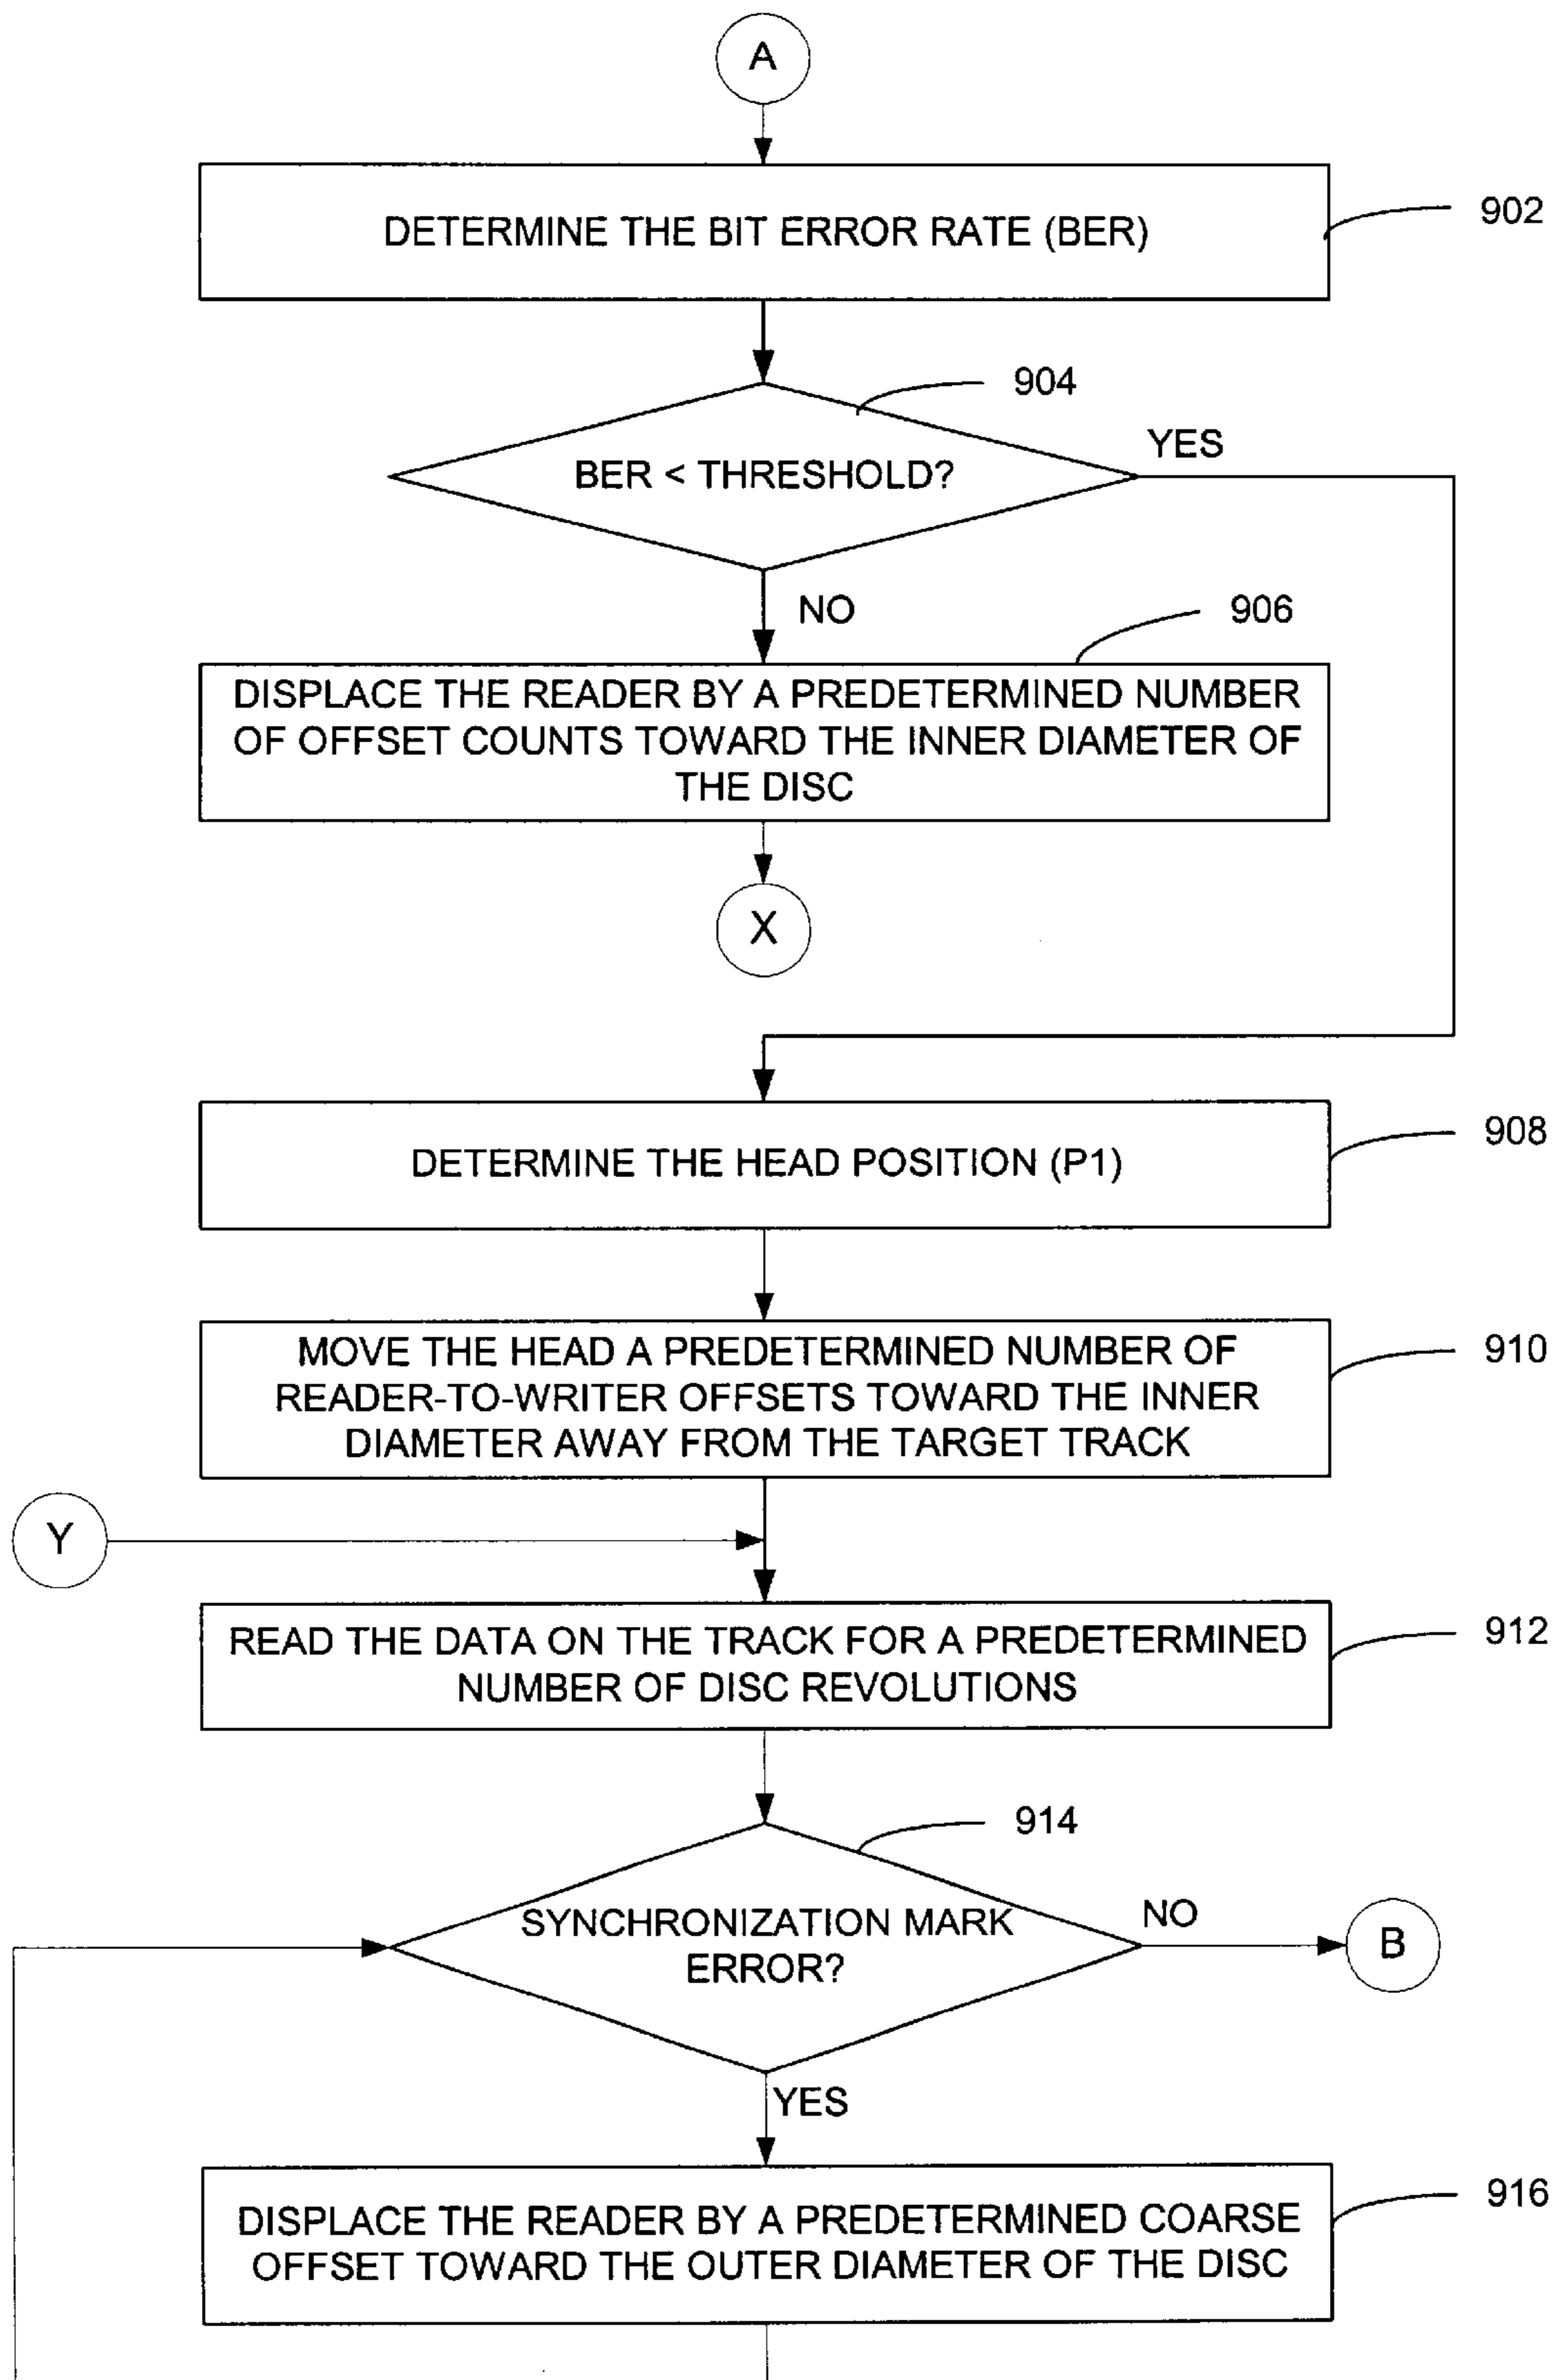 A
DETERMINE THE BIT ERROR RATE (BER)
902
904
BER < THRESHOLD?
YES
NO
906
DISPLACE THE READER BY A PREDETERMINED NUMBER
OF OFFSET COUNTS TOWARD THE INNER DIAMETER OF
THE DISC
X
DETERMINE THE HEAD POSITION (P1)
908
MOVE THE HEAD A PREDETERMINED NUMBER OF
READER-TO-WRITER OFFSETS TOWARD THE INNER
DIAMETER AWAY FROM THE TARGET TRACK
910
Y
READ THE DATA ON THE TRACK FOR A PREDETERMINED
NUMBER OF DISC REVOLUTIONS
912
914
SYNCHRONIZATION MARK
ERROR?
NO
B
YES
DISPLACE THE READER BY A PREDETERMINED COARSE
OFFSET TOWARD THE OUTER DIAMETER OF THE DISC
916